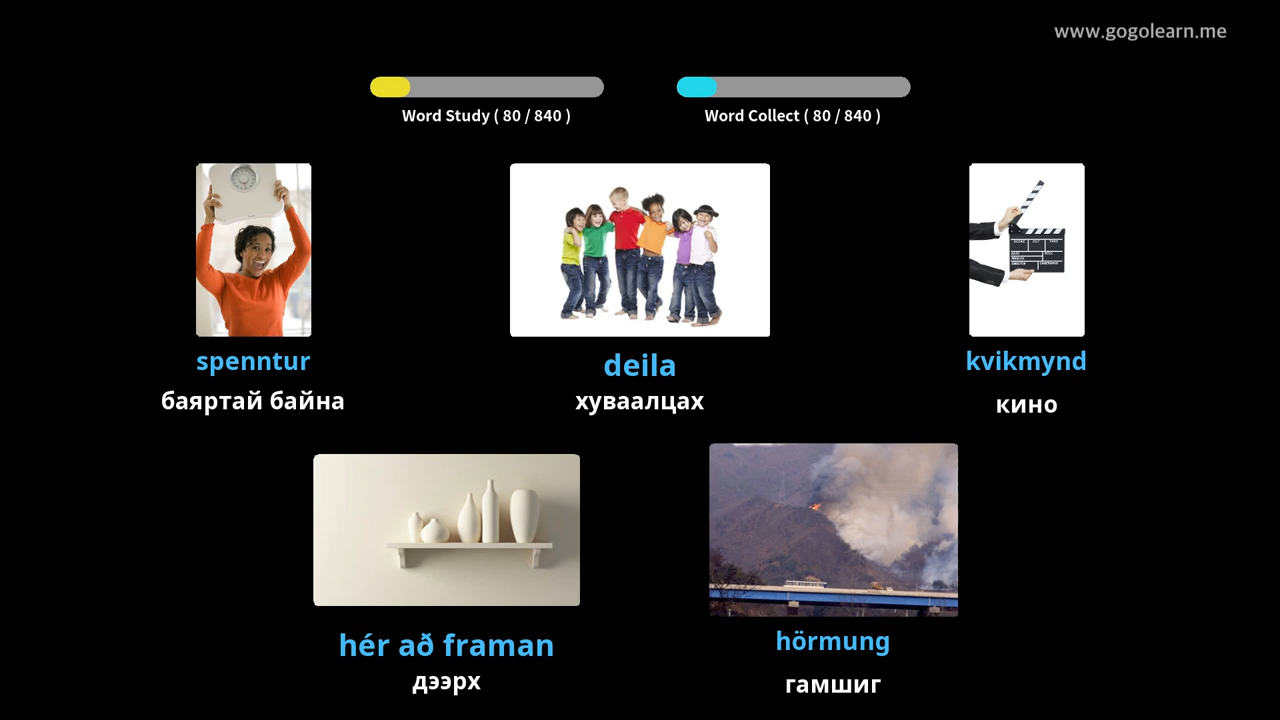 www.gogolearn.me
Word Study ( 80 / 840 )
Word Collect ( 80 / 840 )
spenntur
баяртай байна
deila
хуваалцах
kvikmynd
кино
hér að framan
дээрх
hörmung
гамшиг